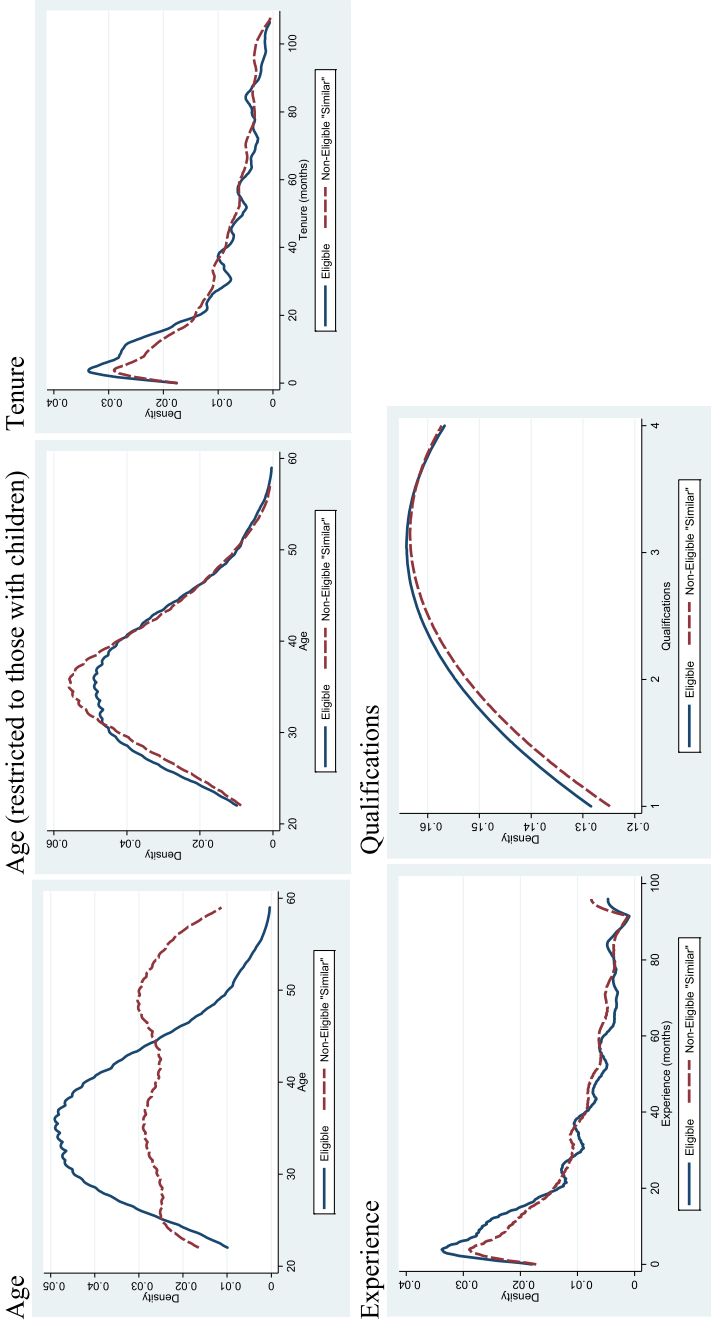 Age
0.05
0.04
0.03
0.02
0.01
0
Density
20
30
40
50
60
Age
Eligible
Non-Eligible "Similar"
Age (restricted to those with children)
0.06
0.04
0.02
0
Density
20
30
40
50
60
Age
Eligible
Non-Eligible "Similar"
Tenure
0.04
0.03
0.02
0.01
0
Density
0
20
40
60
80
100
Tenure (months)
Eligible
Non-Eligible "Similar"
Experience
0.04
0.03
0.02
0.01
0
Density
0
20
40
60
80
100
Experience (months)
Eligible
Non-Eligible "Similar"
Qualifications
0.16
0.15
0.14
0.13
0.12
Density
1
2
3
4
Qualifications
Eligible
Non-Eligible "Similar"